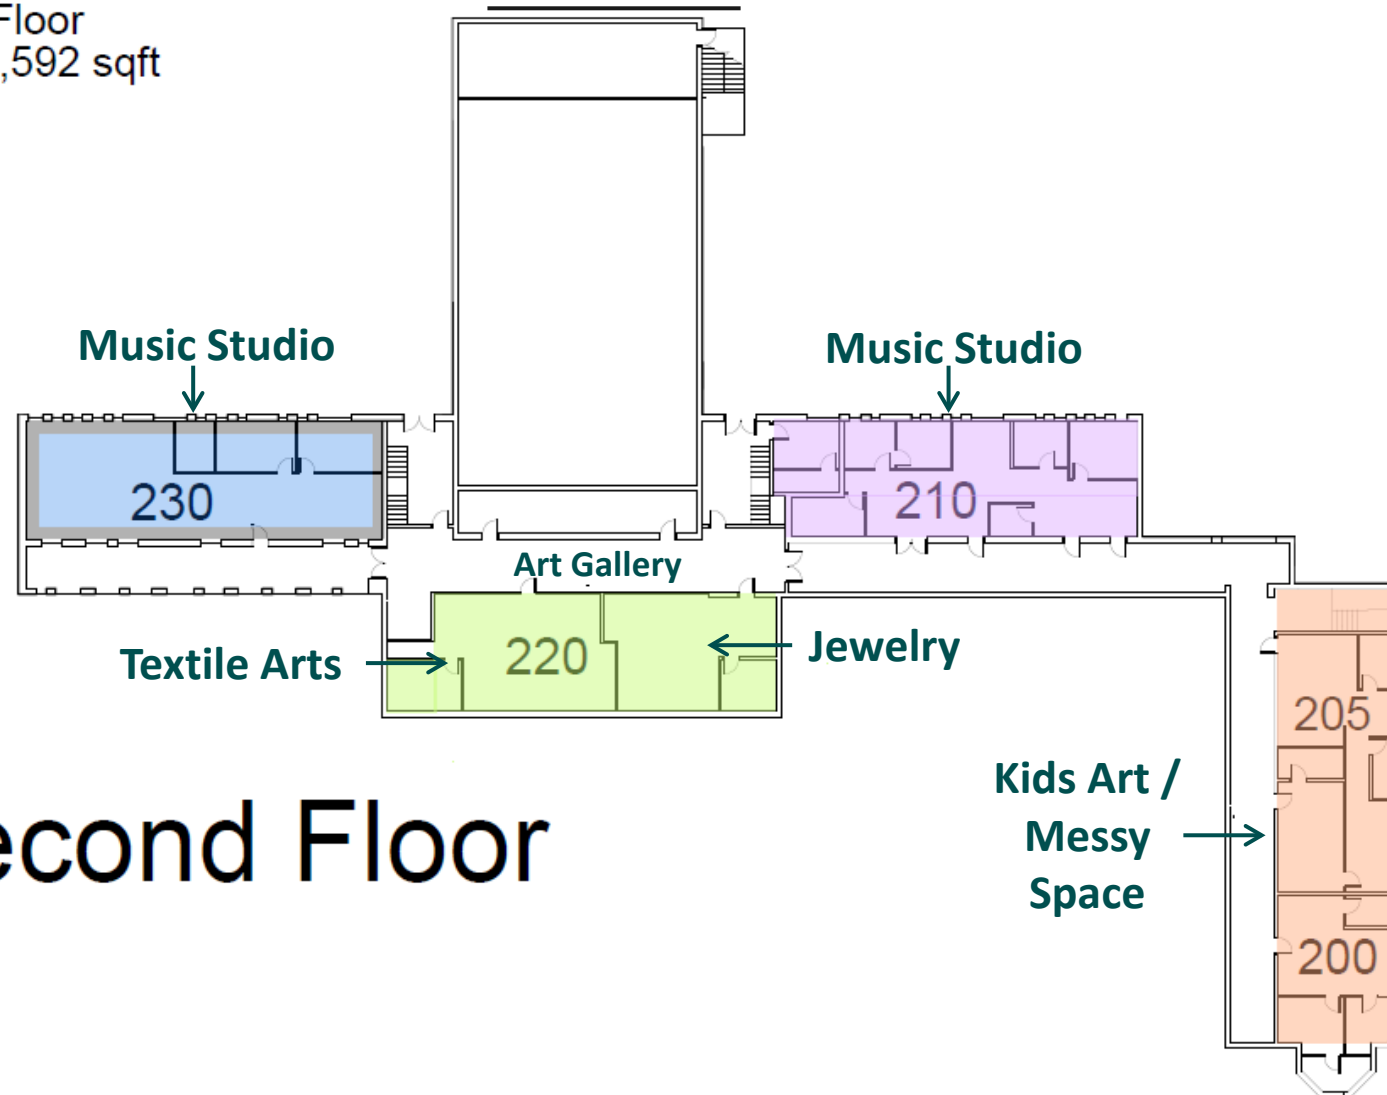 Floor
,592 sqft
Music Studio
Music Studio
230
210
Art Gallery
Textile Arts
220
Jewelry
205
Kids Art /
Messy
Space
econd Floor
200